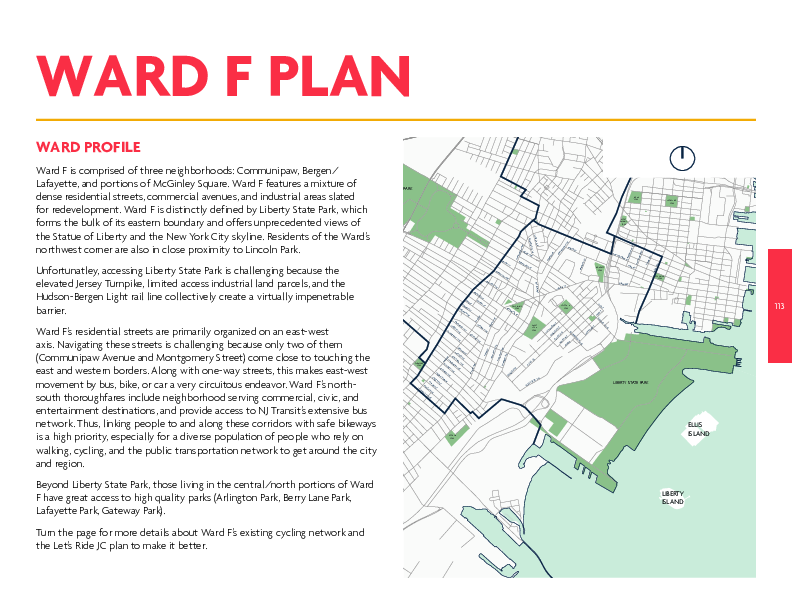 WARD F PLAN
WARD PROFILE
Ward F is comprised of three neighborhoods: Communipaw, Bergen/
Lafayette, and portions of McGinley Square. Ward F features a mixture of
dense residential streets, commercial avenues, and industrial areas slated
for redevelopment. Ward F is distinctly defined by Liberty State Park, which
forms the bulk of its eastern boundary and offers unprecedented views of
the Statue of Liberty and the New York City skyline. Residents of the Ward's
northwest corner are also in close proximity to Lincoln Park.
Unfortunatley, accessing Liberty State Park is challenging because the
elevated Jersey Turnpike, limited access industrial land parcels, and the
Hudson-Bergen Light rail line collectively create a virtually impenetrable
barrier.
Ward F's residential streets are primarily organized on an east-west
axis. Navigating these streets is challenging because only two of them
(Communipaw Avenue and Montgomery Street) come close to touching the
east and western borders. Along with one-way streets, this makes east-west
movement by bus, bike, or car a very circuitous endeavor. Ward F's north-
south thoroughfares include neighborhood serving commercial, civic, and
entertainment destinations, and provide access to NJ Transit's extensive bus
network. Thus, linking people to and along these corridors with safe bikeways
is a high priority, especially for a diverse population of people who rely on
walking, cycling, and the public transportation network to get around the city
and region.
Beyond Liberty State Park, those living in the central/north portions of Ward
F have great access to high quality parks (Arlington Park, Berry Lane Park,
Lafayette Park, Gateway Park).
Turn the page for more details about Ward F's existing cycling network and
the Let's Ride JC plan to make it better.
PARK
LIBERTY STATE PARK
ELLIS
ISLAND
LIBERTY
ISLAND
113